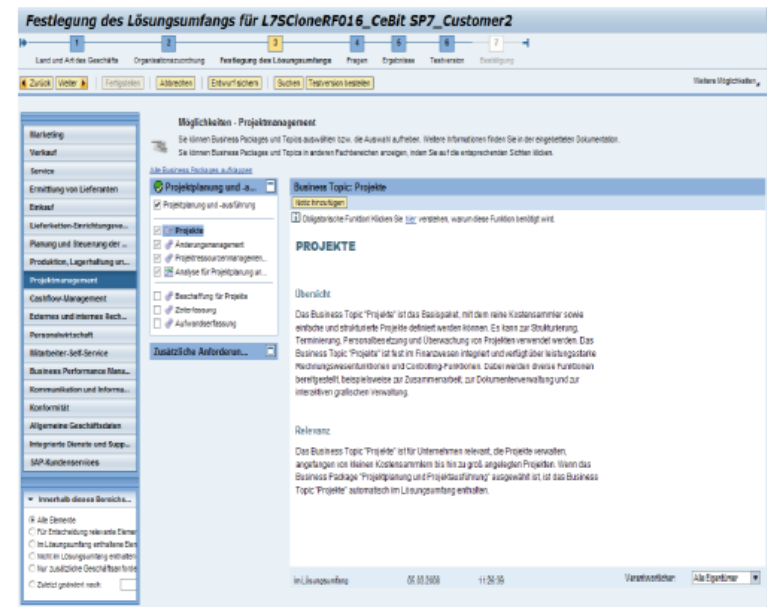 Festlegung des Lösungsumfangs für L7SCloneRF016_CeBit SP7_Customer2
1 2 3 4 5 6 7
Land und Art des Geschäfts Organisationszuordnung Festlegung des Lösungsumfangs Fragen Ergebnisse Testversion Bestätigung
Zurück Weiter Fertigstellen Abbrechen Entwurf sichern Suchen Testversion bestellen Weitere Möglichkeiten
Marketing
Verkauf
Service
Ermittlung von Lieferanten
Einkauf
Lieferketten-Einrichtungsve...
Planung und Steuerung der ...
Produktion, Lagerhaltung un...
Projektmanagement
Cashflow-Management
Externes und internes Rech...
Personalwirtschaft
Mitarbeiter-Self-Service
Business Performance Mana...
Kommunikation und Informa...
Konformität
Allgemeine Geschäftsdaten
Integrierte Dienste und Supp...
SAP-Kundenservices
Innerhalb dieses Bereichs...
Alle Elemente
Für Entscheidung relevante Elemen
Im Lösungsumfang enthaltene Elem
Nicht im Lösungsumfang enthalten
Nur zusätzliche Geschäftsanforde
Zuletzt geändert nach:
Möglichkeiten - Projektmanagement
Sie können Business Packages und Topics auswählen bzw. die Auswahl aufheben. Weitere Informationen finden Sie in der eingebetteten Dokumentation.
Sie können Business Packages und Topics in anderen Fachbereichen anzeigen, indem Sie auf die entsprechenden Sichten klicken.
Alle Business Packages aufklappen
Projektplanung und -a...
Projektplanung und -ausführung
Projekte
Änderungsmanagement
Projektressourcenmanagemen...
Analyse für Projektplanung un...
Beschaffung für Projekte
Zeiterfassung
Aufwandserfassung
Zusätzliche Anforderun...
Business Topic: Projekte
Notiz hinzufügen
Obligatorische Funktion! Klicken Sie hier verstehen, warum diese Funktion benötigt wird.
PROJEKTE
Übersicht
Das Business Topic "Projekte" ist das Basispaket, mit dem reine Kostensammler sowie
einfache und strukturierte Projekte definiert werden können. Es kann zur Strukturierung,
Terminierung, Personalbesetzung und Überwachung von Projekten verwendet werden. Das
Business Topic "Projekte" ist fest im Finanzwesen integriert und verfügt über leistungsstarke
Rechnungswesenfunktionen und Controlling-Funktionen. Dabei werden diverse Funktionen
bereitgestellt, beispielsweise zur Zusammenarbeit, zur Dokumentenverwaltung und zur
interaktiven grafischen Verwaltung.
Relevanz
Das Business Topic "Projekte" ist für Unternehmen relevant, die Projekte verwalten,
angefangen von kleinen Kostensammlern bis hin zu groß angelegten Projekten. Wenn das
Business Package "Projektplanung und Projektausführung" ausgewählt ist, ist das Business
Topic "Projekte" automatisch im Lösungsumfang enthalten.
im Lösungsumfang Verantwortlicher: Alle Eigentümer